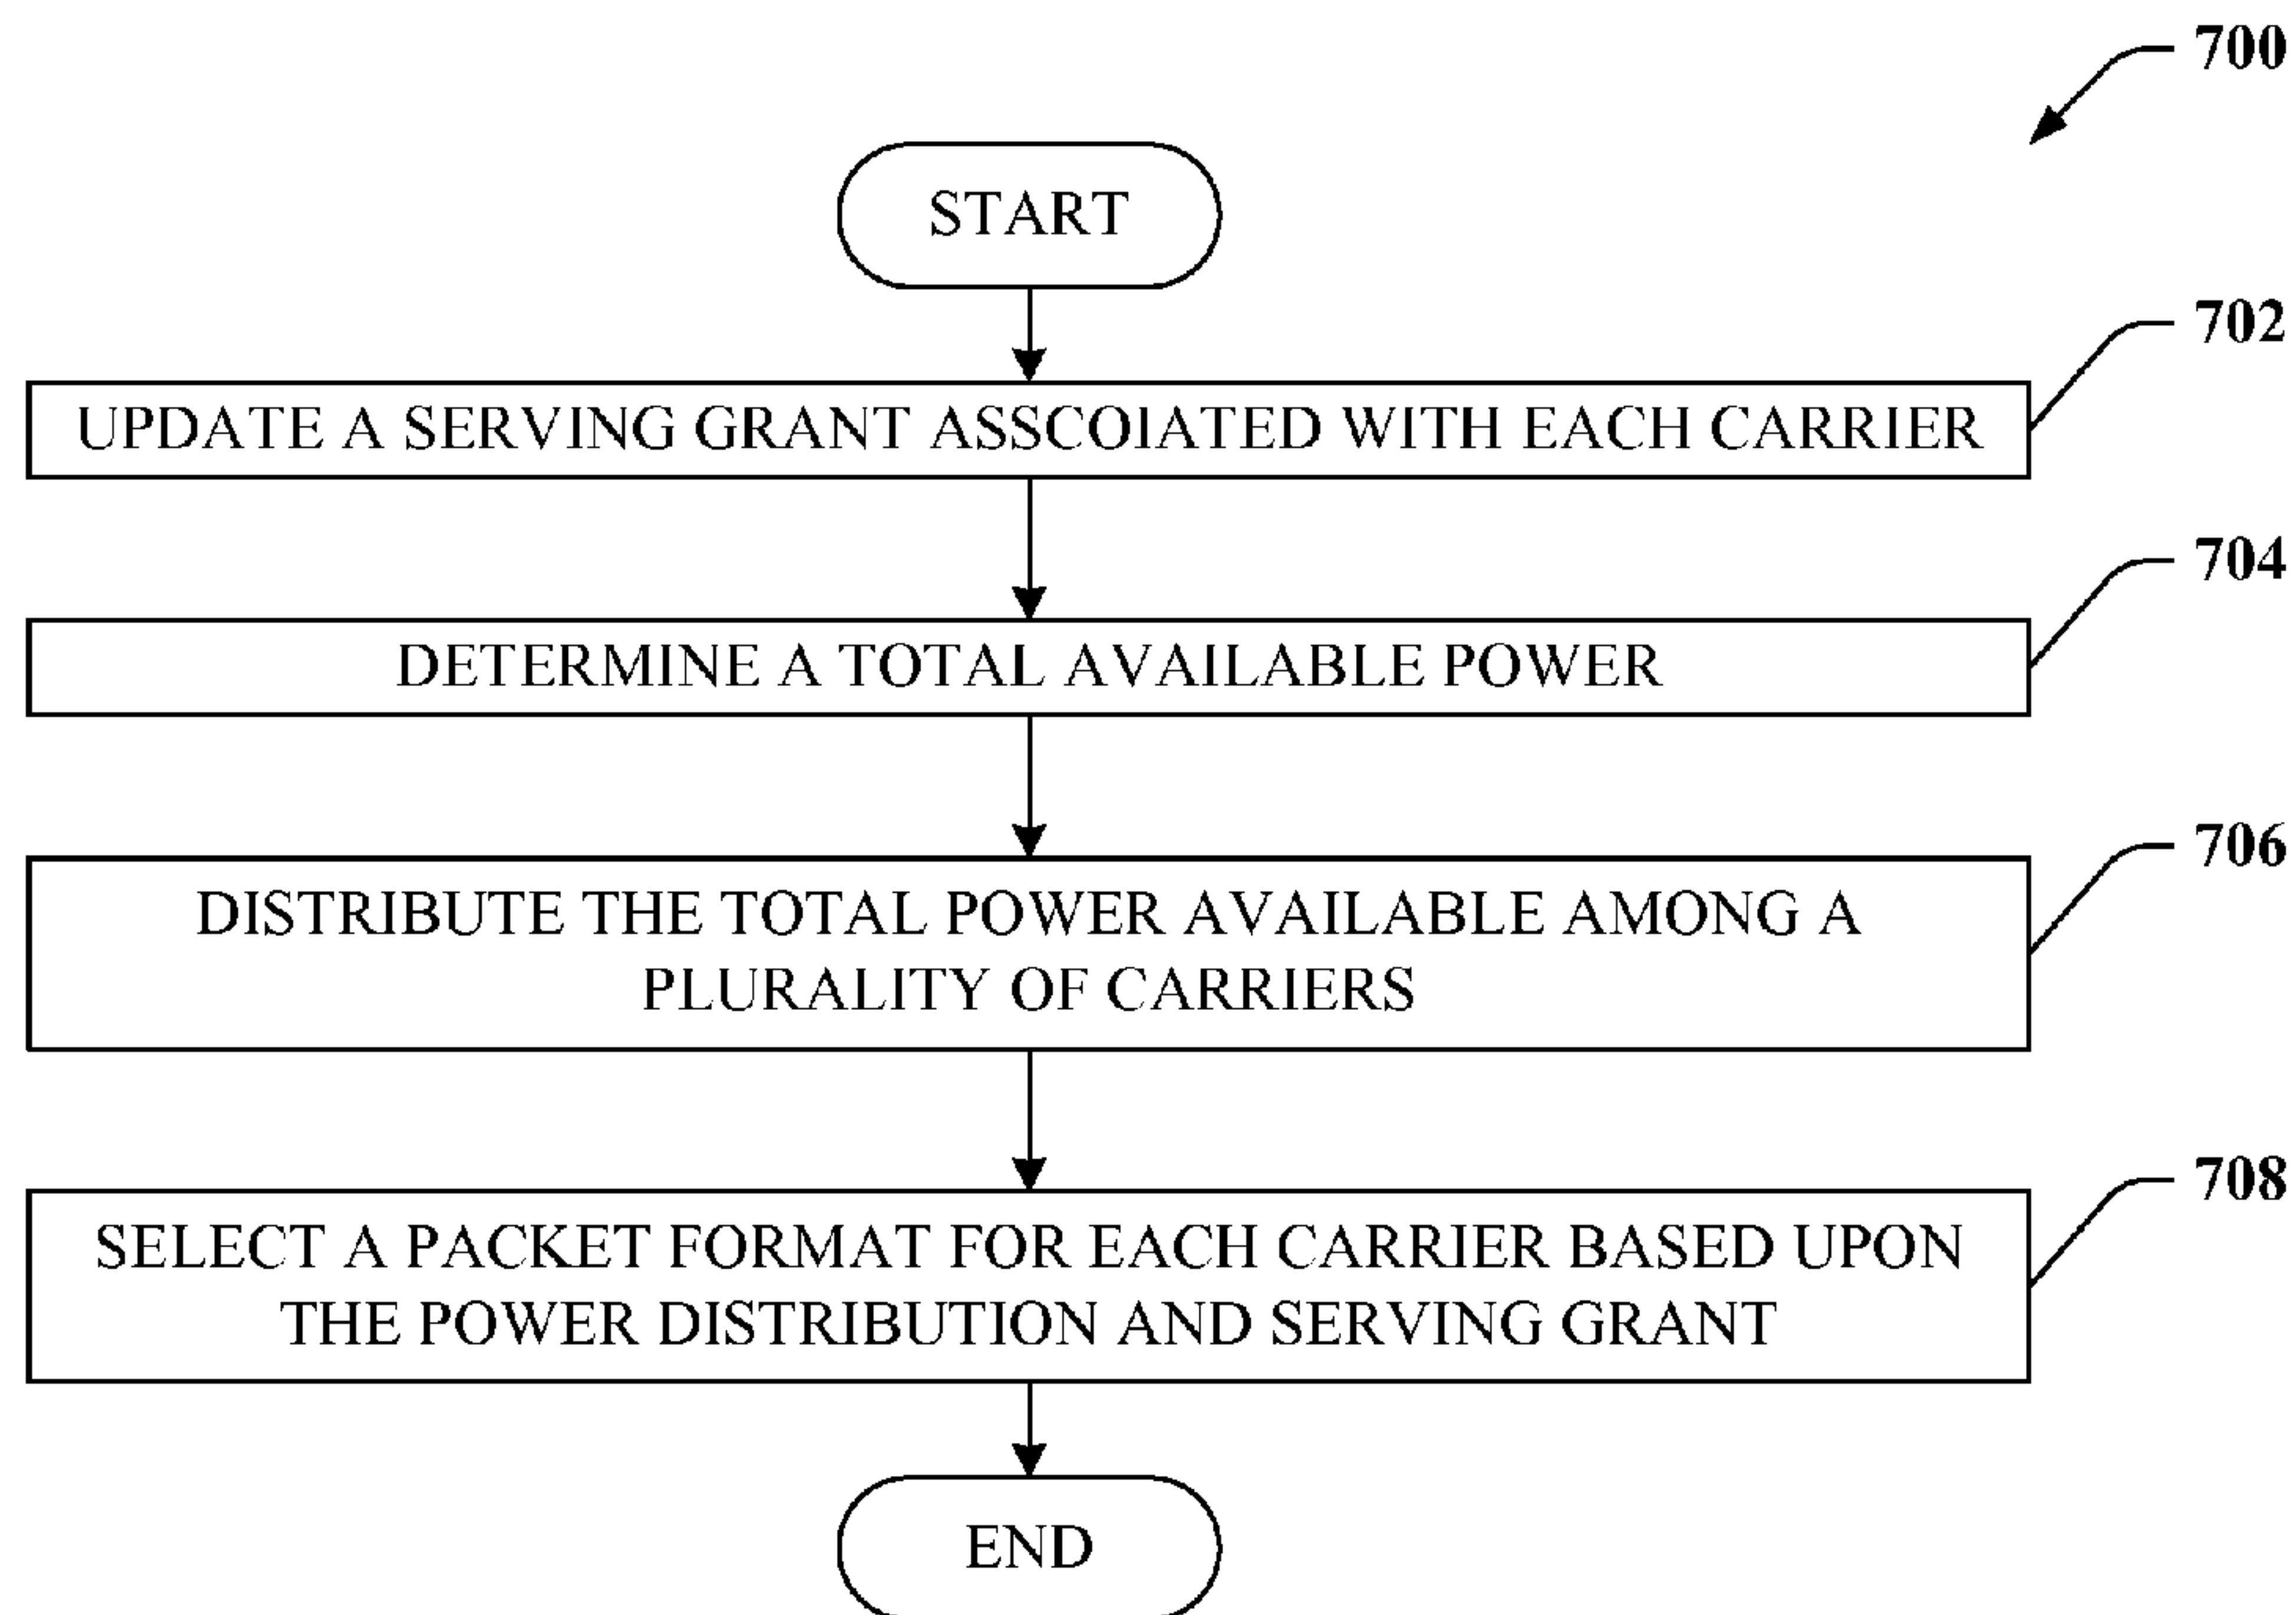 700
START
702
UPDATE A SERVING GRANT ASSCOIATED WITH EACH CARRIER
704
DETERMINE A TOTAL AVAILABLE POWER
706
DISTRIBUTE THE TOTAL POWER AVAILABLE AMONG A
PLURALITY OF CARRIERS
708
SELECT A PACKET FORMAT FOR EACH CARRIER BASED UPON
THE POWER DISTRIBUTION AND SERVING GRANT
END